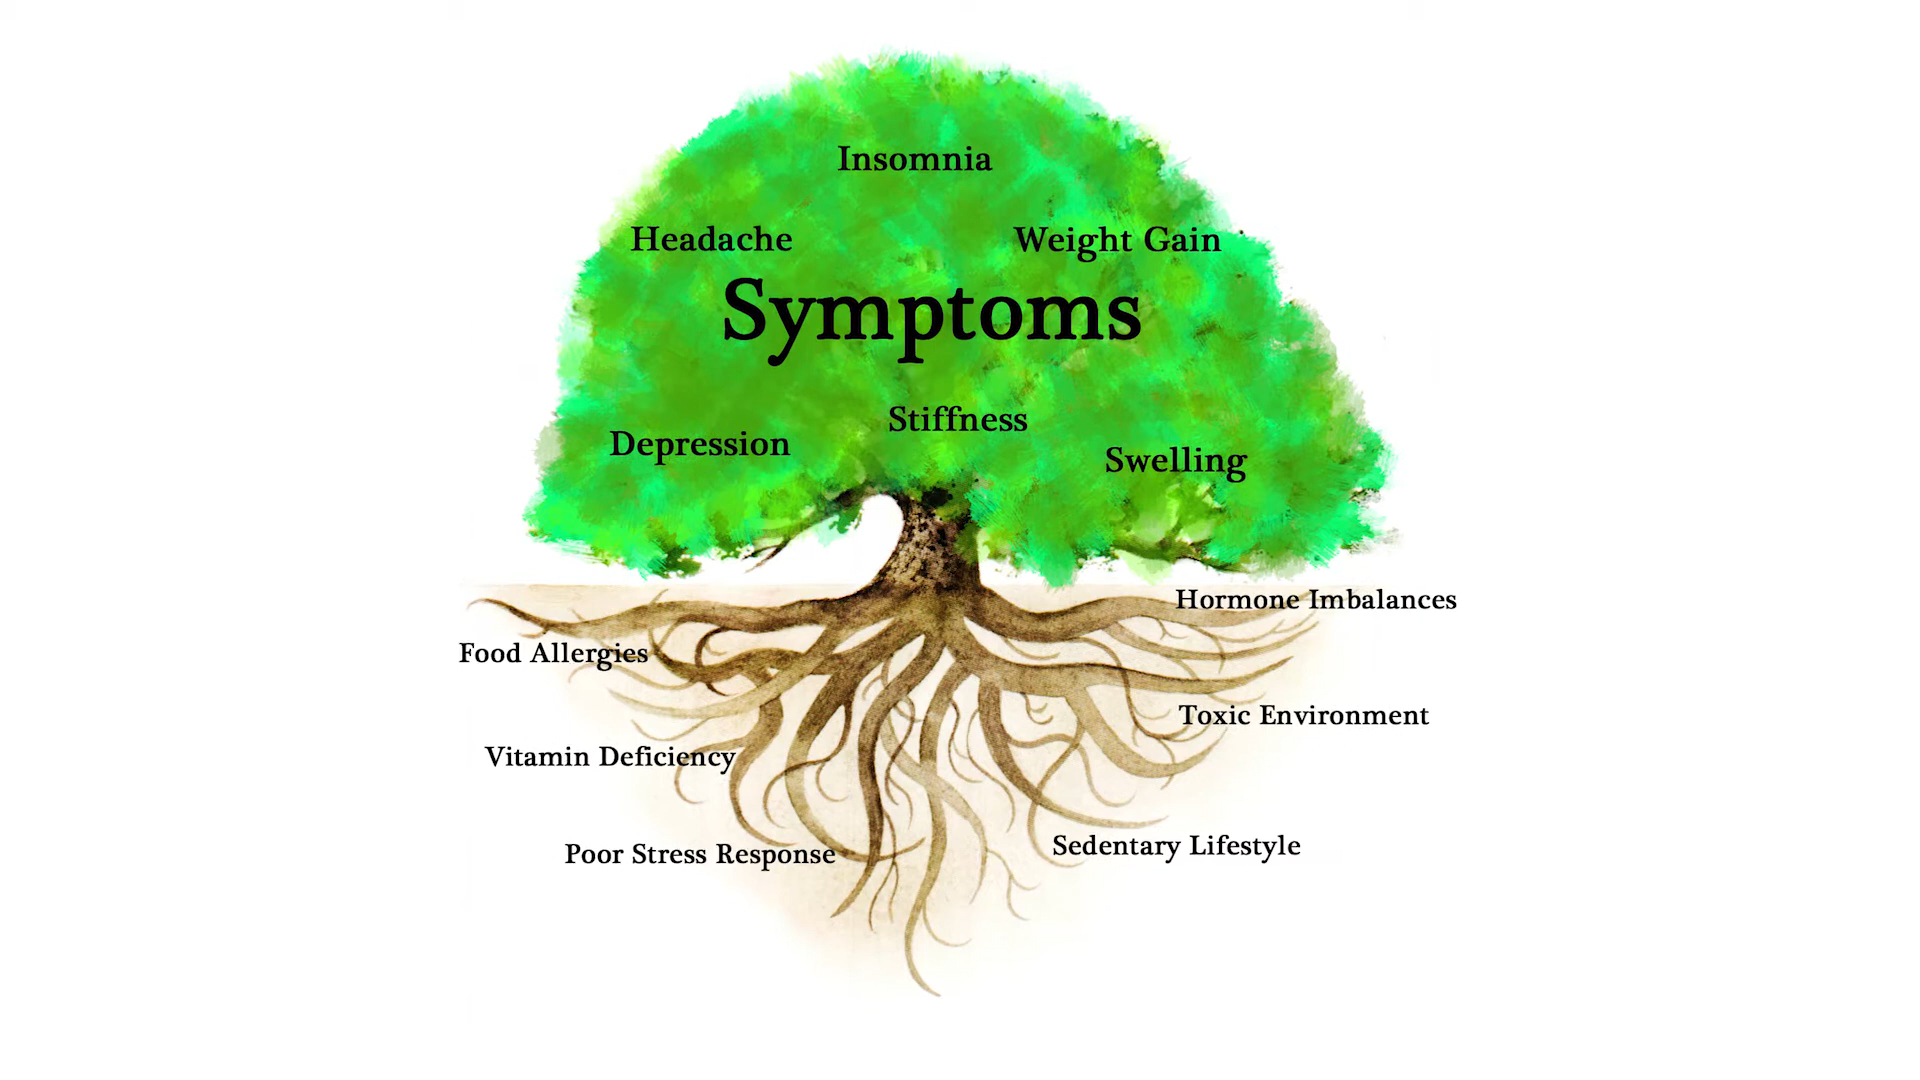 Insomnia
Headache
Weight Gain
Symptoms
Stiffness
Depression
Swelling
Hormone Imbalances
Food Allergies
Toxic Environment
Vitamin Deficiency
Sedentary Lifestyle
Poor Stress Response